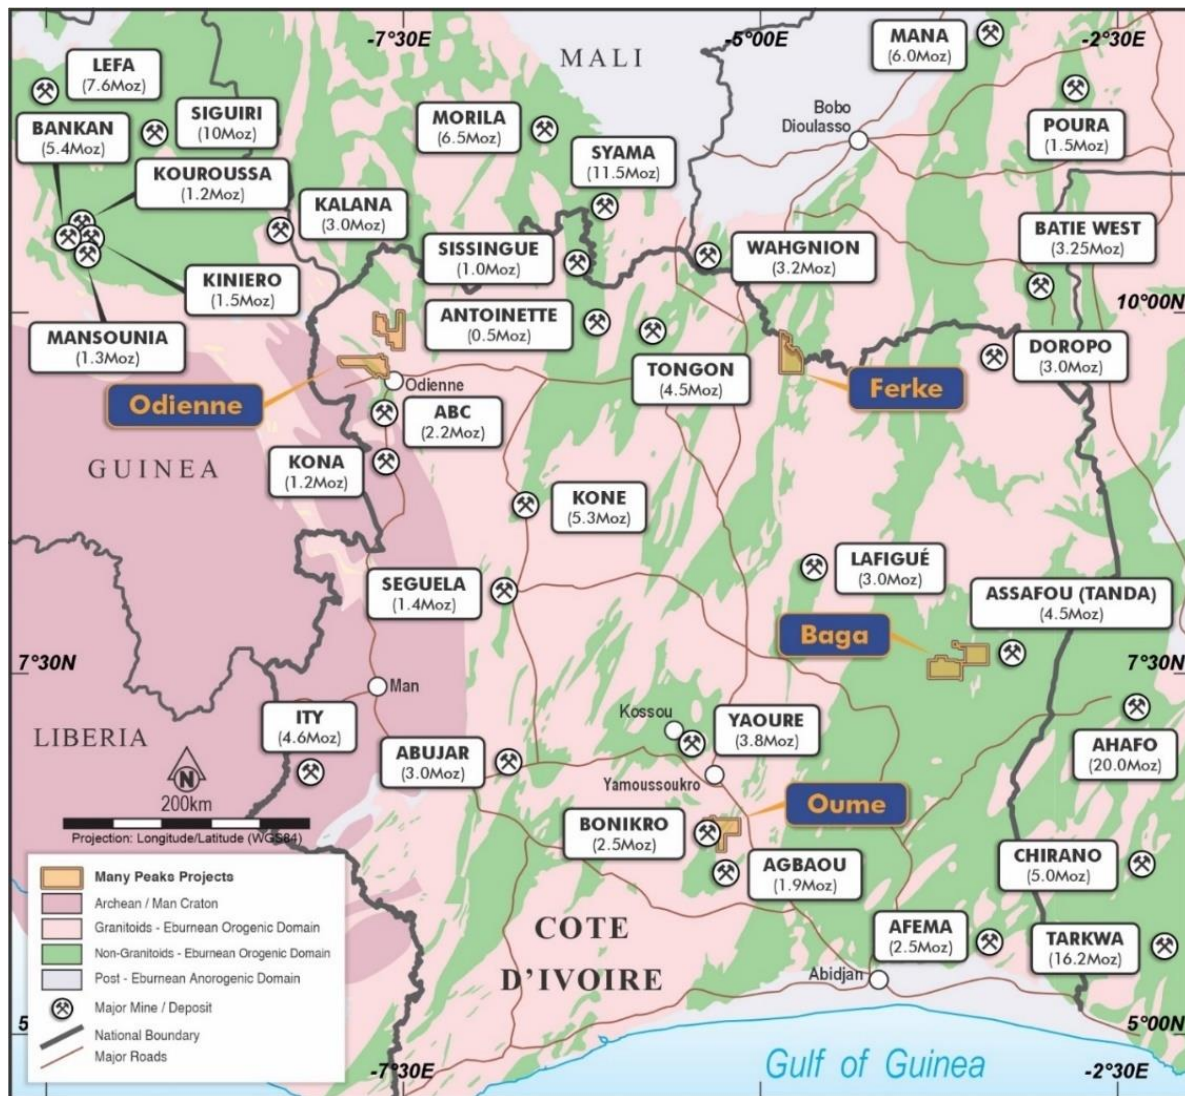 -7°30E
-5°00E
-2°30E
MALI
MANA
(6.0Moz)
LEFA
(7.6Moz)
SIGUIRI
(10Moz)
MORILA
(6.5Moz)
Bobo
Dioulasso
POURA
(1.5Moz)
BANKAN
(5.4Moz)
SYAMA
(11.5Moz)
KOUROUSSA
(1.2Moz)
KALANA
(3.0Moz)
SISSINGUE
(1.0Moz)
WAHGNION
(3.2Moz)
BATIE WEST
(3.25Moz)
KINIERO
(1.5Moz)
10°00N
ANTOINETTE
(0.5Moz)
MANSOUNIA
(1.3Moz)
TONGON
(4.5Moz)
DOROPO
(3.0Moz)
Odienne
Odienne
Ferke
ABC
(2.2Moz)
GUINEA
KONA
(1.2Moz)
KONE
(5.3Moz)
LAFIGUÉ
(3.0Moz)
SEGUELA
(1.4Moz)
ASSAFOU (TANDA)
(4.5Moz)
Baga
7°30N
7°30N
Man
ITY
(4.6Moz)
Kossou
YAOURE
(3.8Moz)
LIBERIA
ABUJAR
(3.0Moz)
AHAFO
(20.0Moz)
N
200km
Yamoussoukro
Oume
Projection: Longitude/Latitude (WGS84)
BONIKRO
(2.5Moz)
AGBAOU
(1.9Moz)
CHIRANO
(5.0Moz)
Many Peaks Projects
Archean / Man Craton
Granitoids - Eburnean Orogenic Domain
Non-Granitoids - Eburnean Orogenic Domain
Post - Eburnean Anorogenic Domain
Major Mine / Deposit
National Boundary
Major Roads
COTE
D'IVOIRE
AFEMA
(2.5Moz)
TARKWA
(16.2Moz)
Abidjan
5
5°00N
Gulf of Guinea
-7°30E
-2°30E